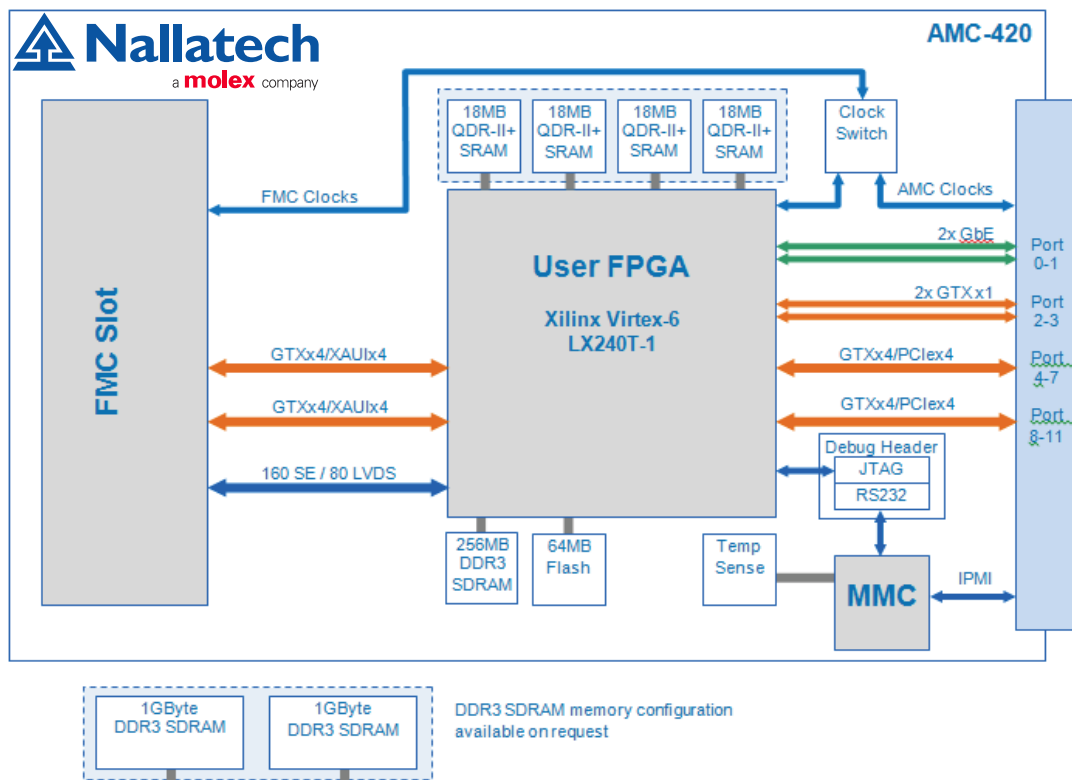 Nallatech
a molex company
AMC-420
18MB
QDR-II+
SRAM
18MB
QDR-II+
SRAM
18MB
QDR-II+
SRAM
18MB
QDR-II+
SRAM
Clock
Switch
FMC Clocks
AMC Clocks
FMC Slot
User FPGA
Xilinx Virtex-6
LX240T-1
2x GbE
Port
0-1
2x GTX x1
Port
2-3
GTXx4/XAUIx4
GTXx4/PCIex4
Port
4-7
GTXx4/XAUIx4
GTXx4/PCIex4
Port
8-11
160 SE / 80 LVDS
Debug Header
JTAG
RS232
256MB
DDR3
SDRAM
64MB
Flash
Temp
Sense
MMC
IPMI
1GByte
DDR3 SDRAM
1GByte
DDR3 SDRAM
DDR3 SDRAM memory configuration
available on request